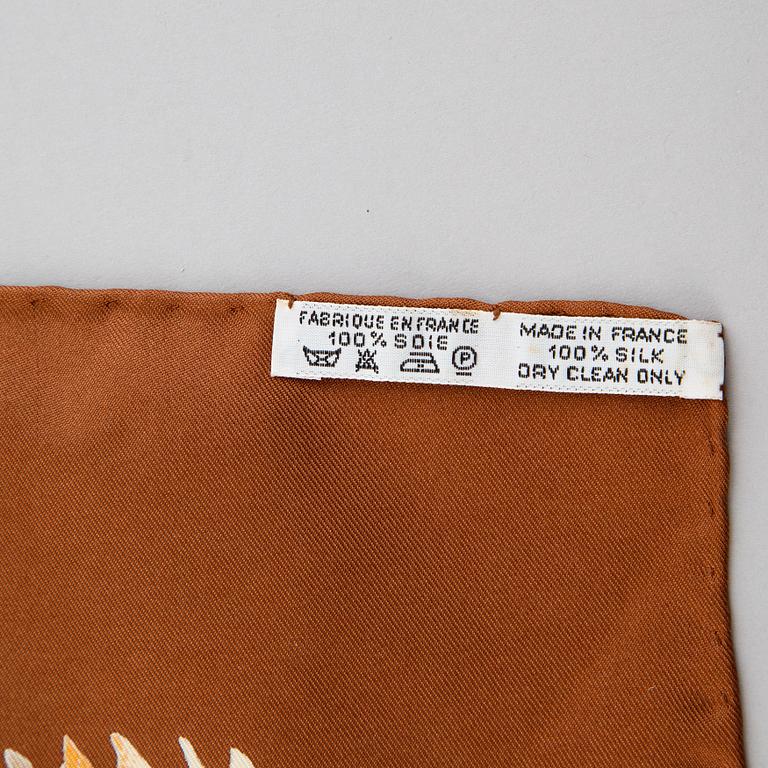 FABRIQUE EN FRANCE
100% SOIE
P
MADE IN FRANCE
100% SILK
DRY CLEAN ONLY